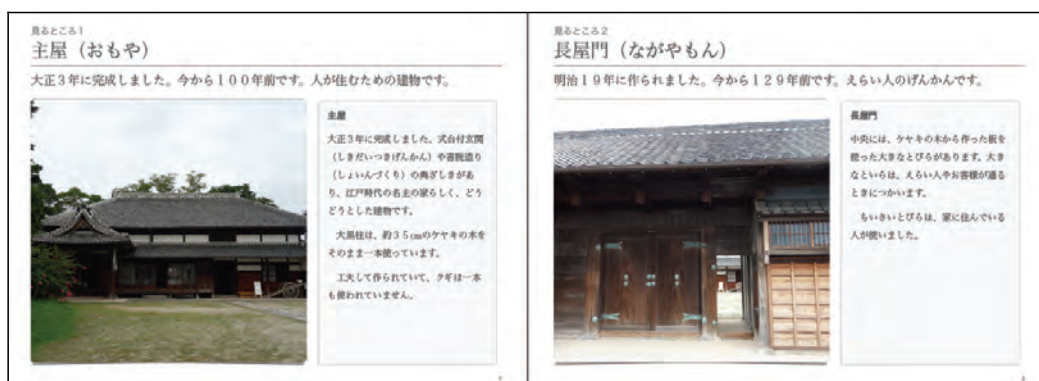 見るところ1
主屋（おもや）
大正３年に完成しました。今から１００年前です。人が住むための建物です。
主屋
大正３年に完成しました。式台付玄関
（しきだいつきげんかん）や書院造り
（しょいんづくり）の奥ざしきがあ
り、江戸時代の名主の家らしく、どう
どうとした建物です。
大黒柱は、約３５cmのケヤキの木を
そのまま一本使っています。
工夫して作られていて、クギは一本
も使われていません。
見るところ2
長屋門（ながやもん）
明治１９年に作られました。今から１２９年前です。えらい人のげんかんです。
長屋門
中央には、ケヤキの木から作った板を
使った大きなとびらがあります。大き
なといらは、えらい人やお客様が通る
ときにつかいます。
ちいさいとびらは、家に住んでいる
人が使いました。